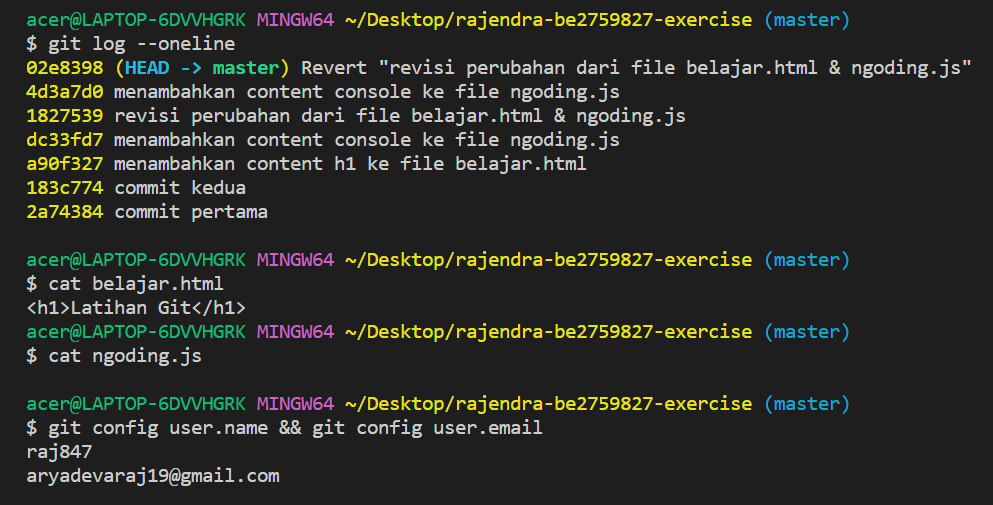 acer@LAPTOP-6DVVHGRK MINGW64 ~/Desktop/rajendra-be2759827-exercise (master)
$ git log --oneline
02e8398 (HEAD -> master) Revert "revisi perubahan dari file belajar.html & ngoding.js"
4d3a7d0 menambahkan content console ke file ngoding.js
1827539 revisi perubahan dari file belajar.html & ngoding.js
dc33fd7 menambahkan content console ke file ngoding.js
a90f327 menambahkan content h1 ke file belajar.html
183c774 commit kedua
2a74384 commit pertama
acer@LAPTOP-6DVVHGRK MINGW64 ~/Desktop/rajendra-be2759827-exercise (master)
$ cat belajar.html
<h1>Latihan Git</h1>
acer@LAPTOP-6DVVHGRK MINGW64 ~/Desktop/rajendra-be2759827-exercise (master)
$ cat ngoding.js
acer@LAPTOP-6DVVHGRK MINGW64 ~/Desktop/rajendra-be2759827-exercise (master)
$ git config user.name && git config user.email
raj847
aryadevaraj19@gmail.com